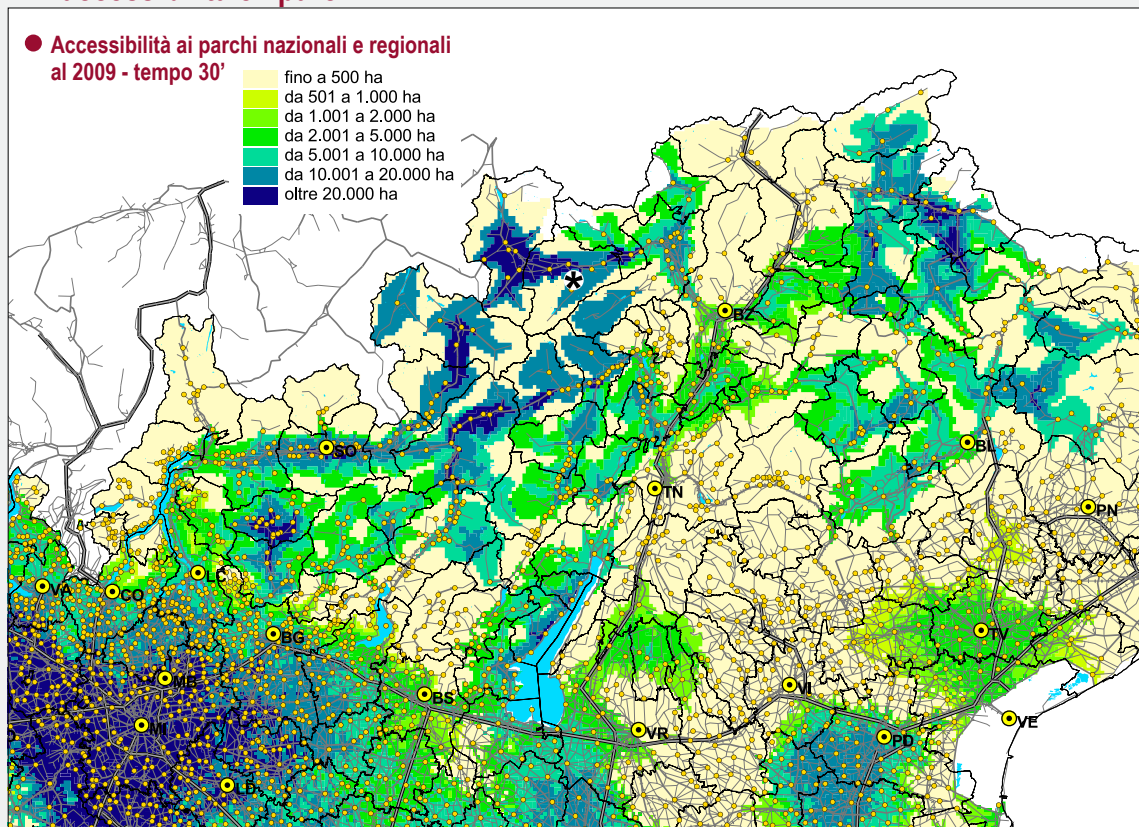 ● Accessibilità ai parchi nazionali e regionali
al 2009 - tempo 30’
fino a 500 ha
da 501 a 1.000 ha
da 1.001 a 2.000 ha
da 2.001 a 5.000 ha
da 5.001 a 10.000 ha
da 10.001 a 20.000 ha
oltre 20.000 ha
*
BZ
SO
BL
TN
PN
LC
VA
CO
BG
TV
MB
VI
BS
VE
MI
VR
PD
LD